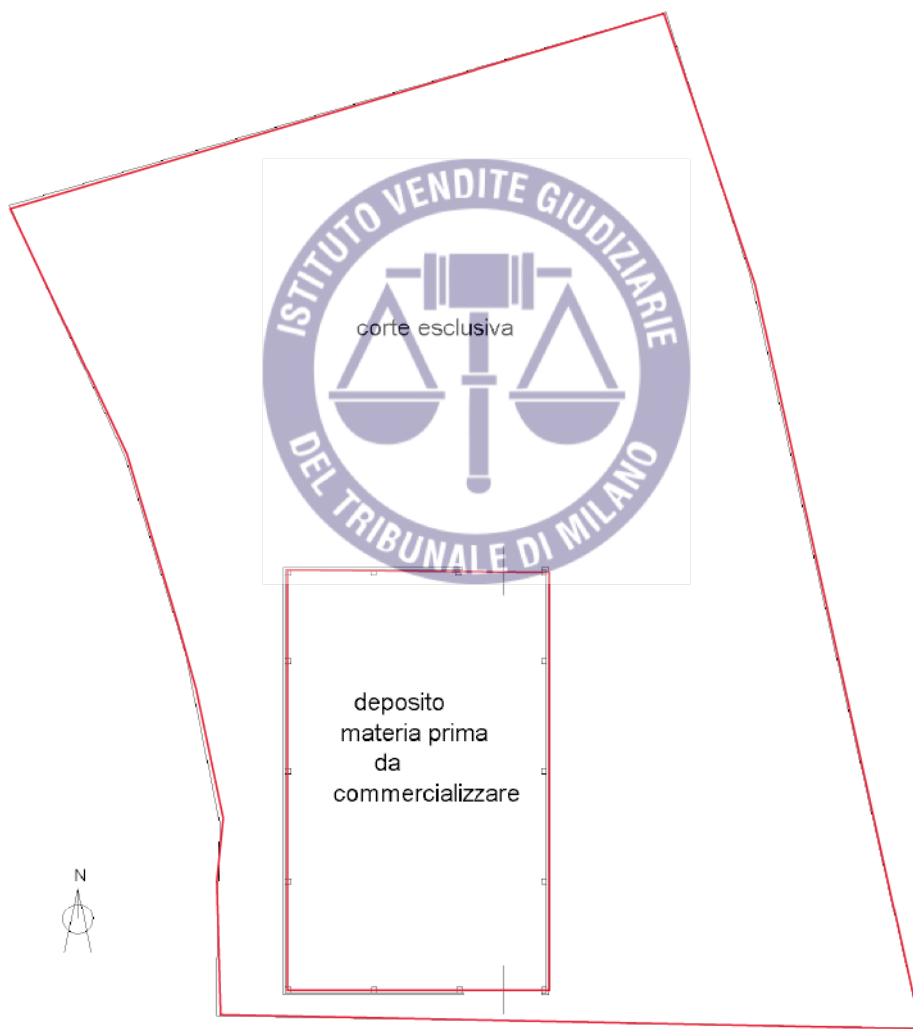 ISTITUTO VENDITE GIUDIZIARIE
corte esclusiva
DEL TRIBUNALE DI MILANO
deposito
materia prima
da
commercializzare
N